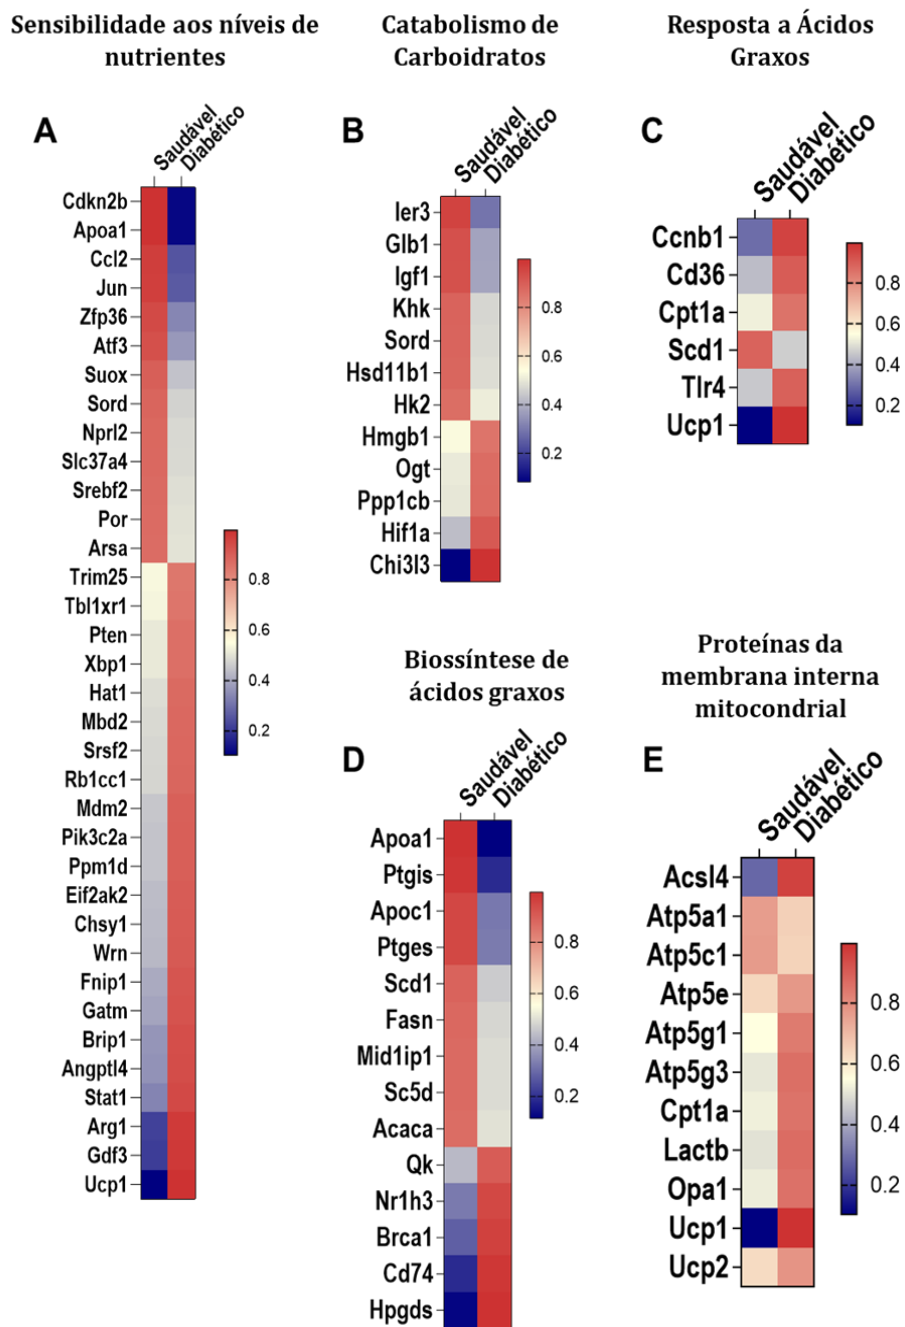 Sensibilidade aos níveis de
nutrientes
A
Saudável
Diabético
Cdkn2b
Apoa1
Ccl2
Jun
Zfp36
Atf3
Suox
Sord
Nprl2
Slc37a4
Srebf2
Por
Arsa
Trim25
Tbl1xr1
Pten
Xbp1
Hat1
Mbd2
Srsf2
Rb1cc1
Mdm2
Pik3c2a
Ppm1d
Eif2ak2
Chsy1
Wrn
Fnip1
Gatm
Brip1
Angptl4
Stat1
Arg1
Gdf3
Ucp1
0.8
0.6
0.4
0.2
Catabolismo de
Carboidratos
B
Saudável
Diabético
Ier3
Glb1
Igf1
Khk
Sord
Hsd11b1
Hk2
Hmgb1
Ogt
Ppp1cb
Hif1a
Chi3l3
0.8
0.6
0.4
0.2
Resposta a Ácidos
Graxos
C
Saudável
Diabético
Ccnb1
Cd36
Cpt1a
Scd1
Tlr4
Ucp1
0.8
0.6
0.4
0.2
Biossíntese de
ácidos graxos
D
Saudável
Diabético
Apoa1
Ptgis
Apoc1
Ptges
Scd1
Fasn
Mid1ip1
Sc5d
Acaca
Qk
Nr1h3
Brca1
Cd74
Hpgds
0.8
0.6
0.4
0.2
Proteínas da
membrana interna
mitocondrial
E
Saudável
Diabético
Acsl4
Atp5a1
Atp5c1
Atp5e
Atp5g1
Atp5g3
Cpt1a
Lactb
Opa1
Ucp1
Ucp2
0.8
0.6
0.4
0.2